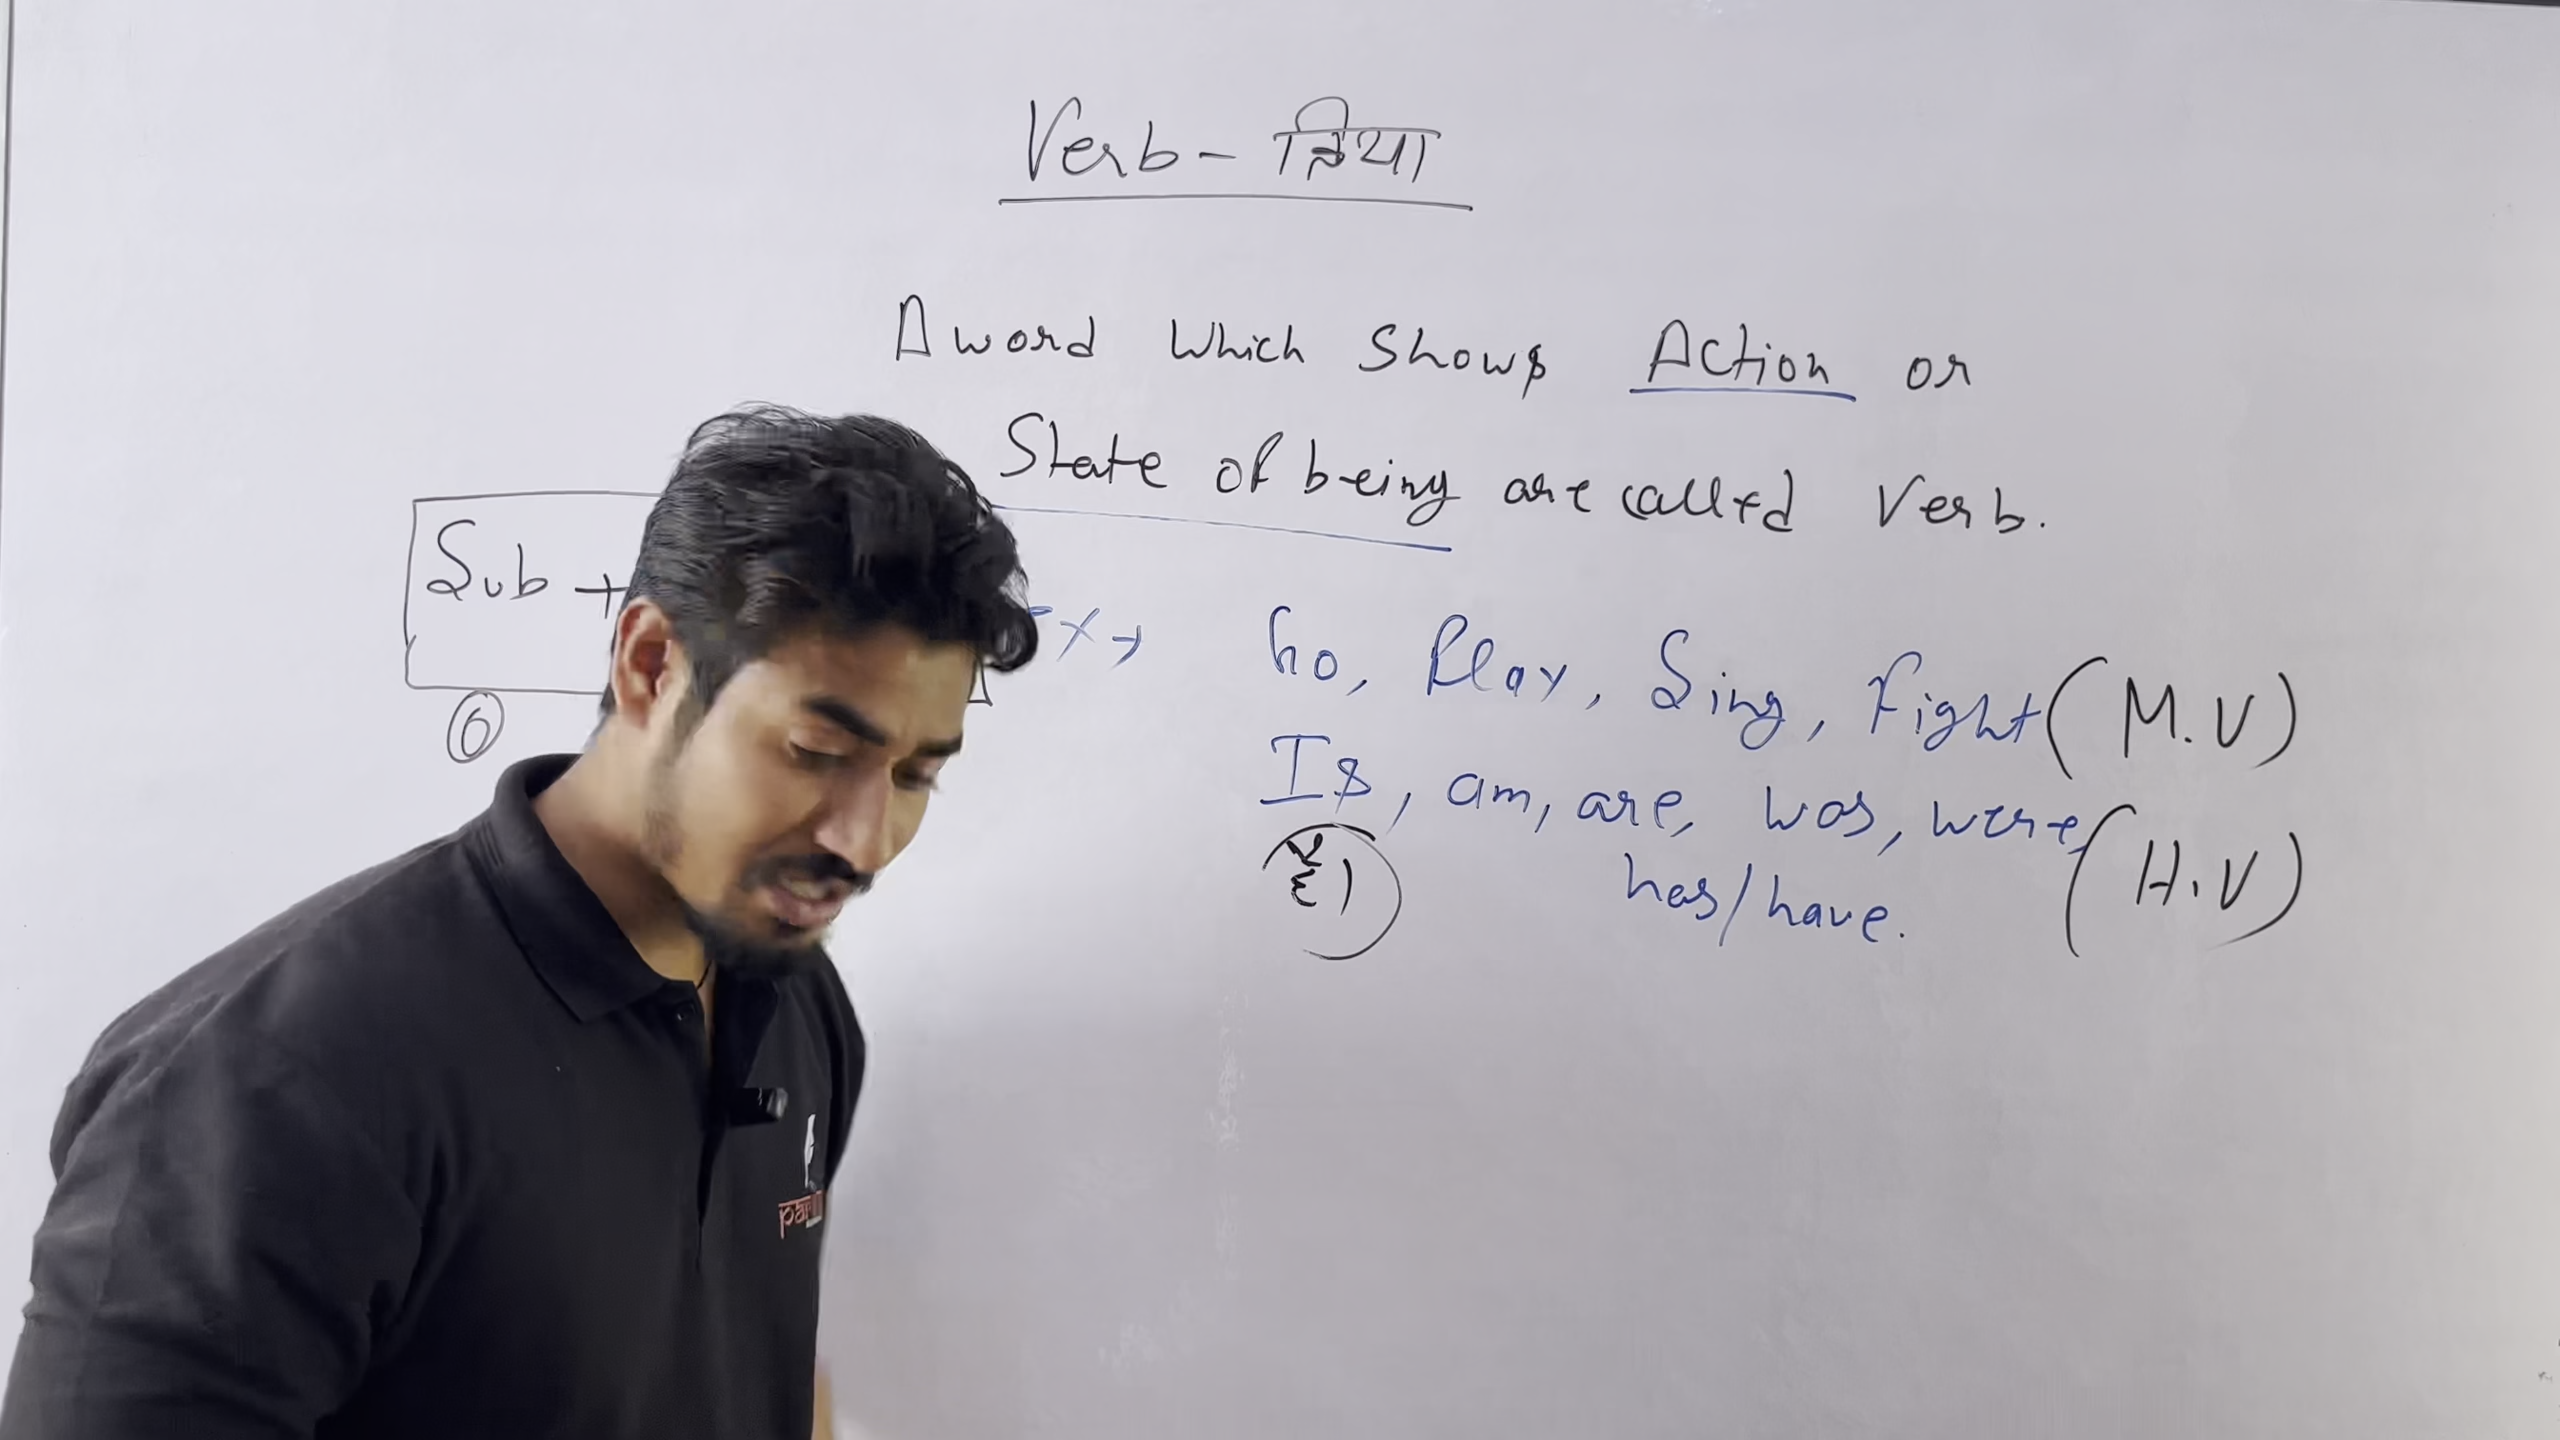 Verb - क्रिया
A word which shows Action or
State of being are called Verb.
Sub +
Ex →
Go, Play, Sing, Fight (M.V)
Is, am, are, was, were,
has/have. (H.V)
है।
6